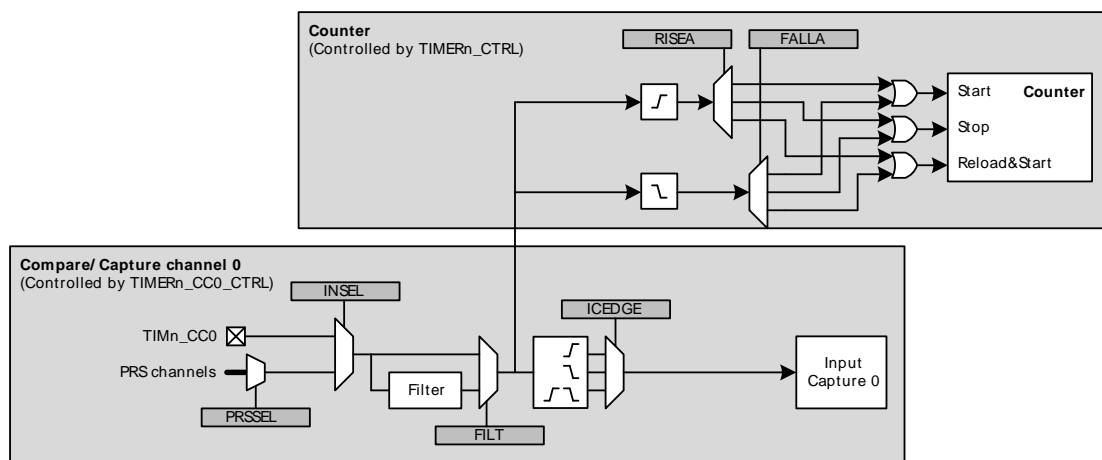 Counter
(Controlled by TIMERn_CTRL)
RISEA
FALLA
Start
Counter
Stop
Reload&Start
Compare/ Capture channel 0
(Controlled by TIMERn_CC0_CTRL)
INSEL
ICEDGE
TIMn_CC0
PRS channels
Filter
Input
Capture 0
PRSSEL
FILT